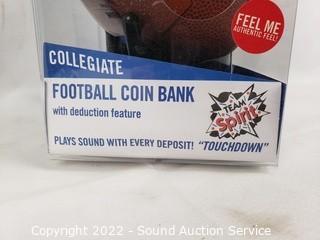 FEEL ME
AUTHENTIC FEEL!
COLLEGIATE
FOOTBALL COIN BANK
with deduction feature
TEAM
Spirit
PLAYS SOUND WITH EVERY DEPOSIT! "TOUCHDOWN"
Copyright 2022 - Sound Auction Service